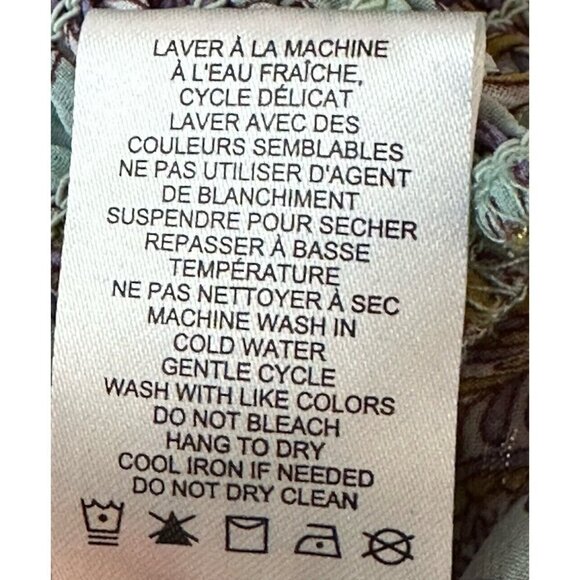 LAVER À LA MACHINE
À L'EAU FRAÎCHE,
CYCLE DÉLICAT
LAVER AVEC DES
COULEURS SEMBLABLES
NE PAS UTILISER D'AGENT
DE BLANCHIMENT
SUSPENDRE POUR SECHER
REPASSER À BASSE
TEMPÉRATURE
NE PAS NETTOYER À SEC
MACHINE WASH IN
COLD WATER
GENTLE CYCLE
WASH WITH LIKE COLORS
DO NOT BLEACH
HANG TO DRY
COOL IRON IF NEEDED
DO NOT DRY CLEAN